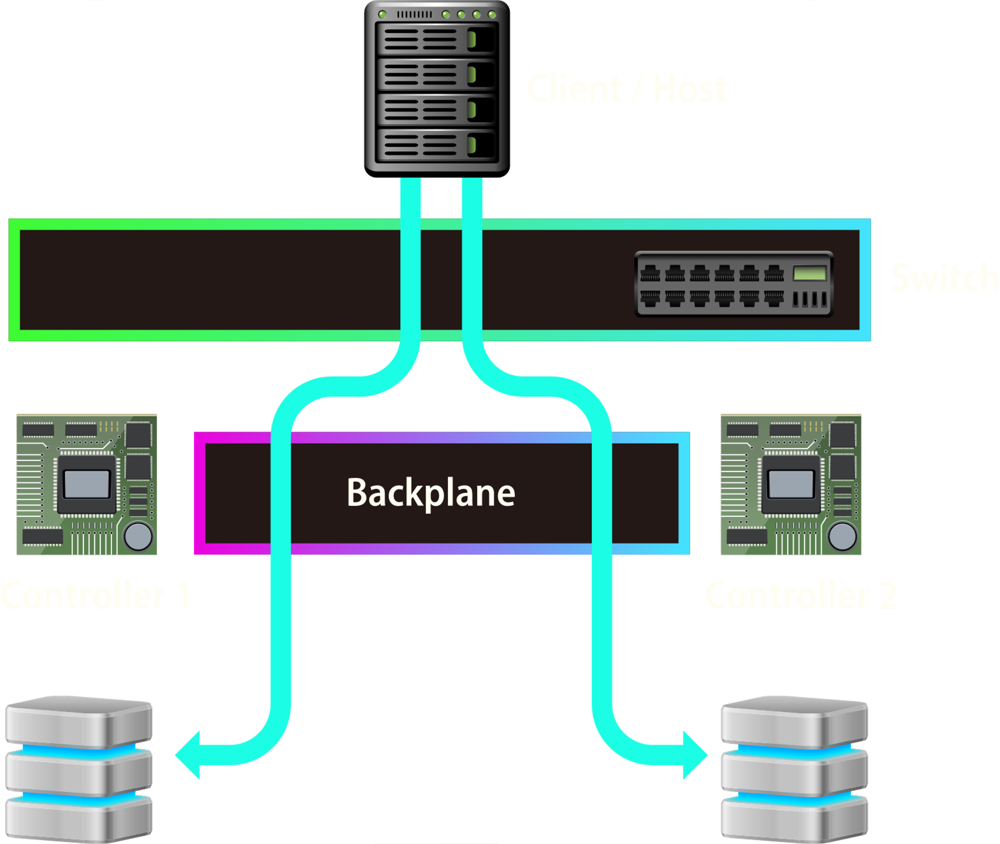 Client / Host
Switch
Backplane
Controller 1
Controller 2